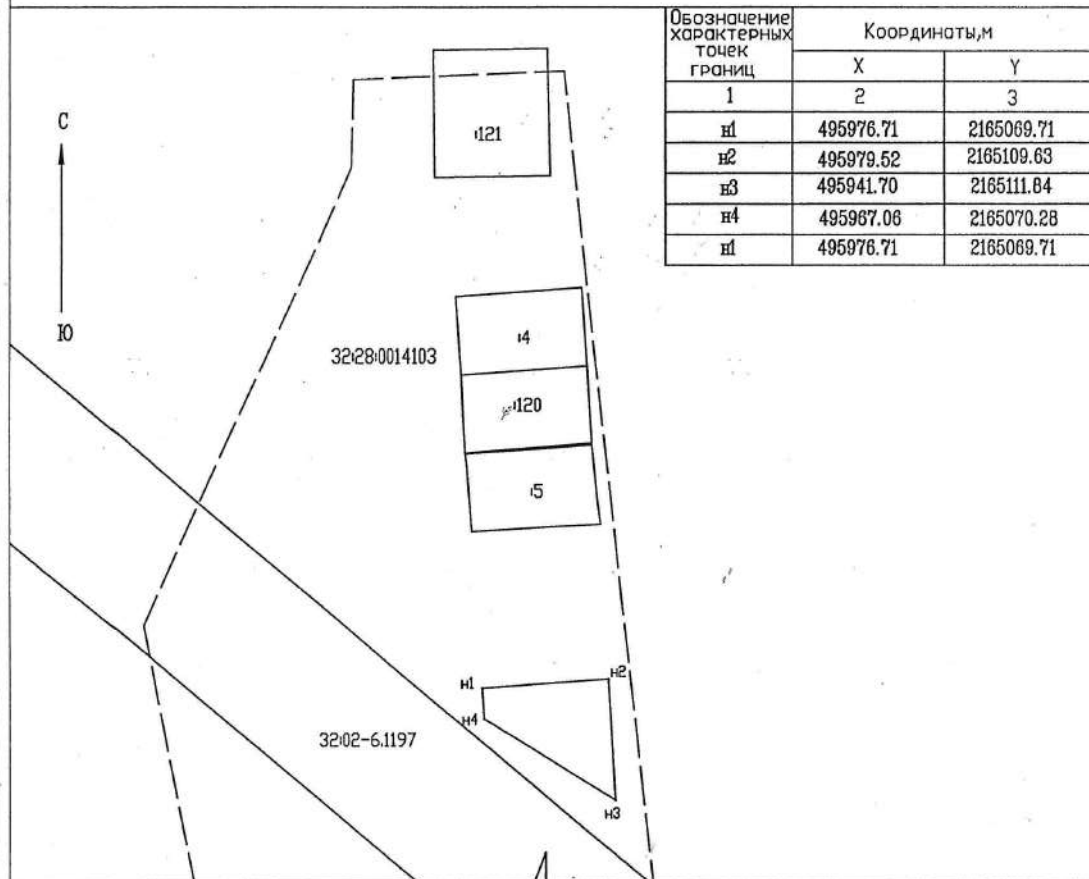 Обозначение
характерных
точек
границ
Координаты,м
X
Y
1
2
3
н1
495976.71
2165069.71
н2
495979.52
2165109.63
н3
495941.70
2165111.84
н4
495967.06
2165070.28
н1
495976.71
2165069.71
С
Ю
:121
32:28:0014103
:4
:120
:5
н1
н2
н4
32:02-6.1197
н3